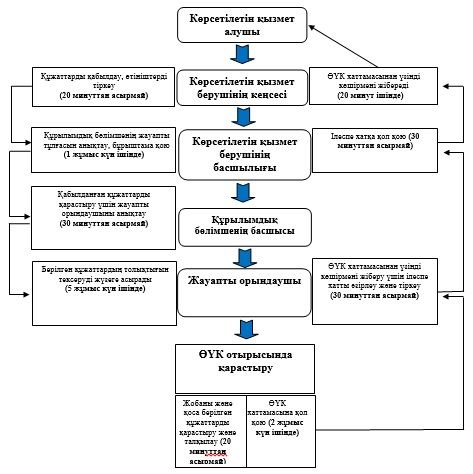 Көрсетілетін қызмет
алушы
Құжаттарды қабылдау, өтініштерді
тіркеу
(20 минуттан асырмай)
Көрсетілетін қызмет
берушінің кеңсесі
ӨҮК хаттамасынан үзінді
көшірмені жібереді
(20 минут ішінде)
Құрылымдық бөлімшенің жауапты
тұлғасын анықтау, бұрыштама қою
(1 жұмыс күн ішінде)
Көрсетілетін қызмет
берушінің
басшылығы
Ілеспе хатқа қол қою (30
минуттан асырмай)
Қабылданған құжаттарды
қарастыру үшін жауапты
орындаушыны анықтау
(30 минуттан асырмай)
Құрылымдық
бөлімшенің басшысы
Берілген құжаттардың толықтығын
тексеруді жүзеге асырады
(5 жұмыс күн ішінде)
Жауапты орындаушы
ӨҮК хаттамасынан үзінді
көшірмені жіберу үшін ілеспе
хатты әзірлеу және тіркеу
(30 минуттан асырмай)
ӨҮК отырысында
қарастыру
Жобаны және
қоса берілген
құжаттарды
қарастыру және
талқылау (20
минуттан
асырмай)
ӨҮК
хаттамасына қол
қою (2 жұмыс
күн ішінде)